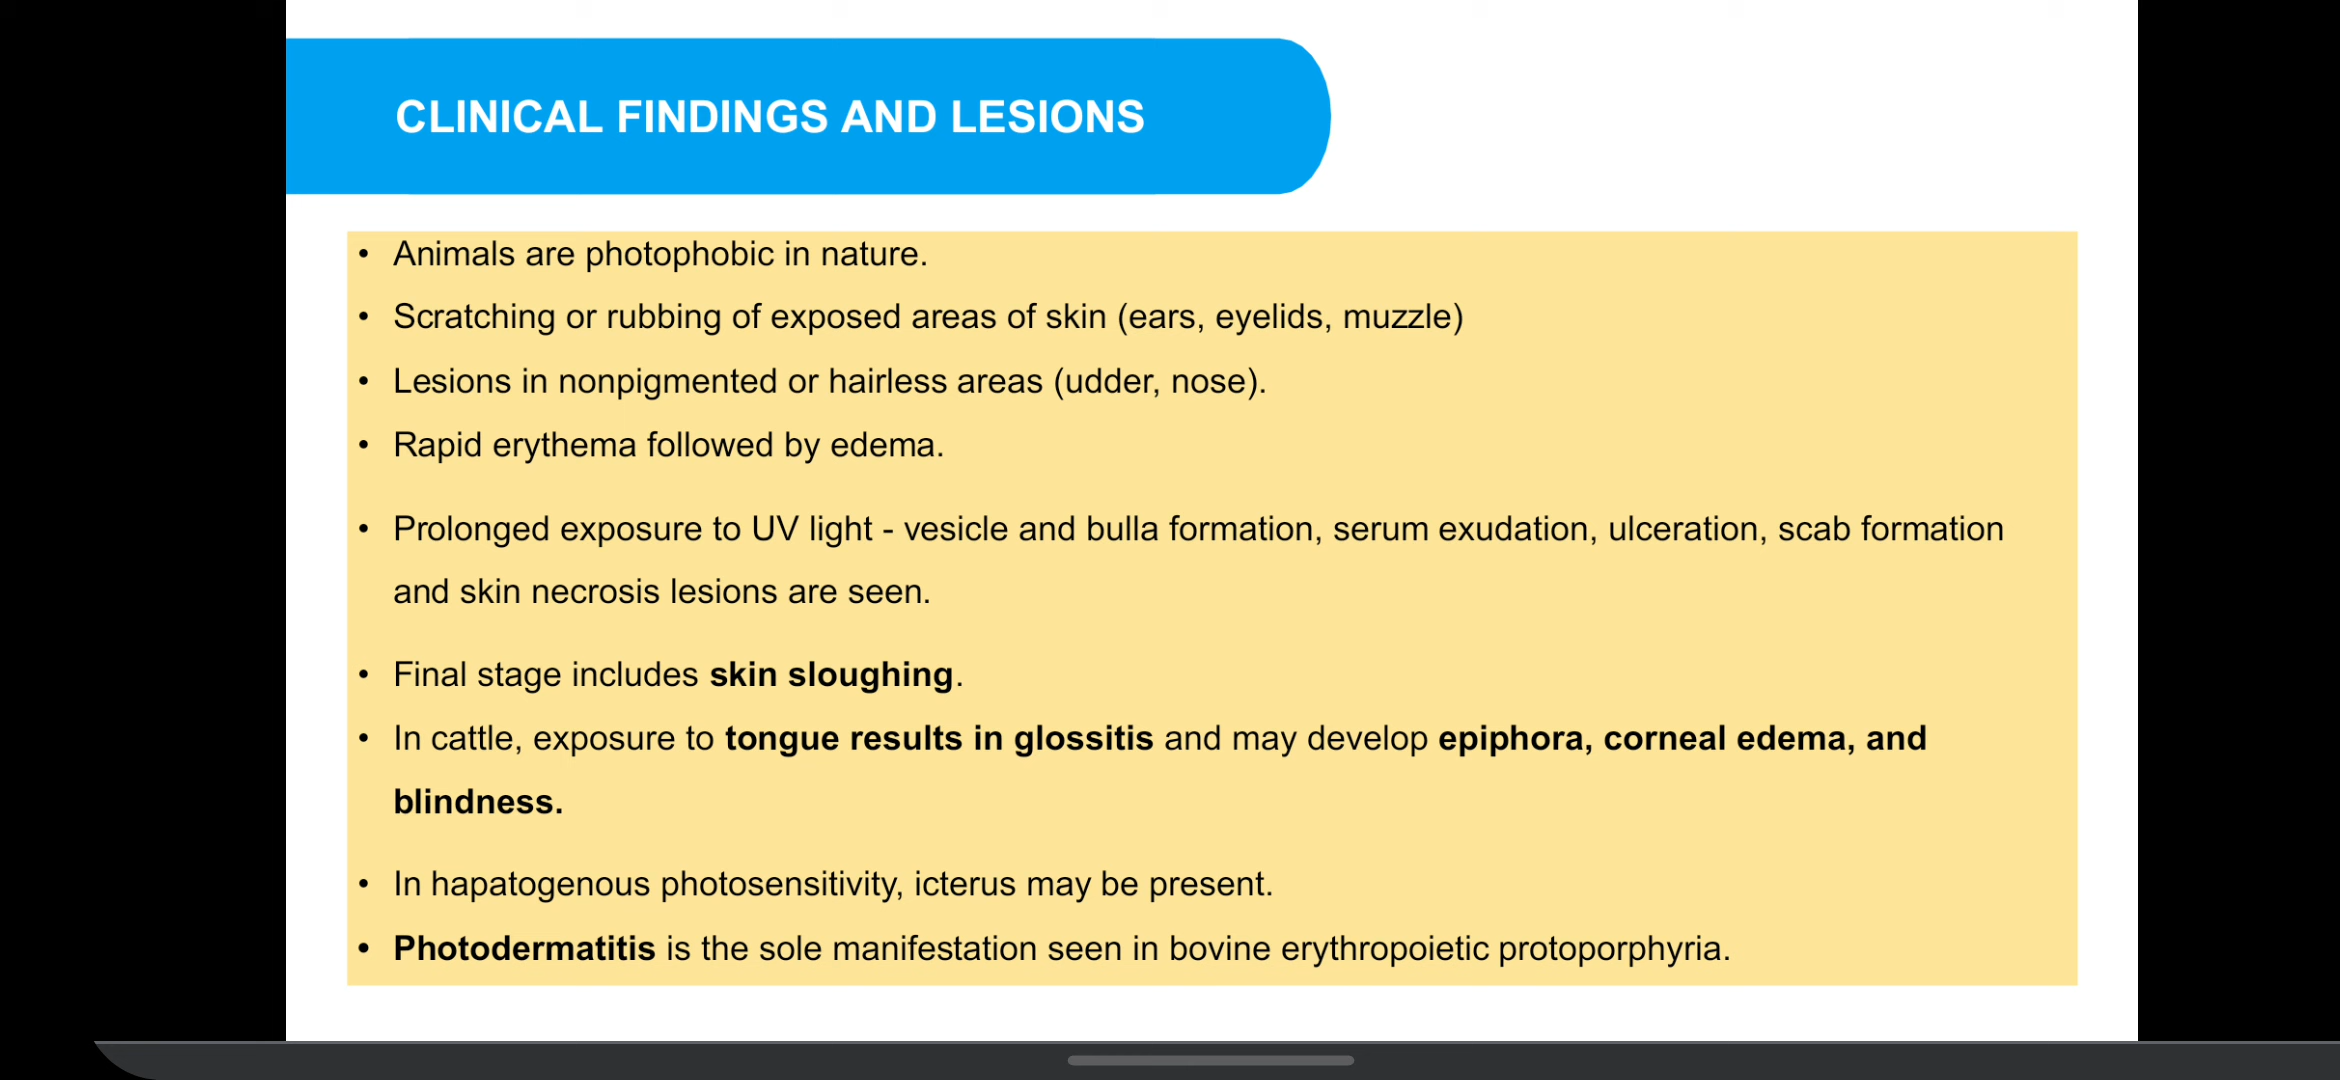 CLINICAL FINDINGS AND LESIONS
• Animals are photophobic in nature.
• Scratching or rubbing of exposed areas of skin (ears, eyelids, muzzle)
• Lesions in nonpigmented or hairless areas (udder, nose).
• Rapid erythema followed by edema.
• Prolonged exposure to UV light - vesicle and bulla formation, serum exudation, ulceration, scab formation
and skin necrosis lesions are seen.
• Final stage includes skin sloughing.
• In cattle, exposure to tongue results in glossitis and may develop epiphora, corneal edema, and
blindness.
• In hapatogenous photosensitivity, icterus may be present.
• Photodermatitis is the sole manifestation seen in bovine erythropoietic protoporphyria.